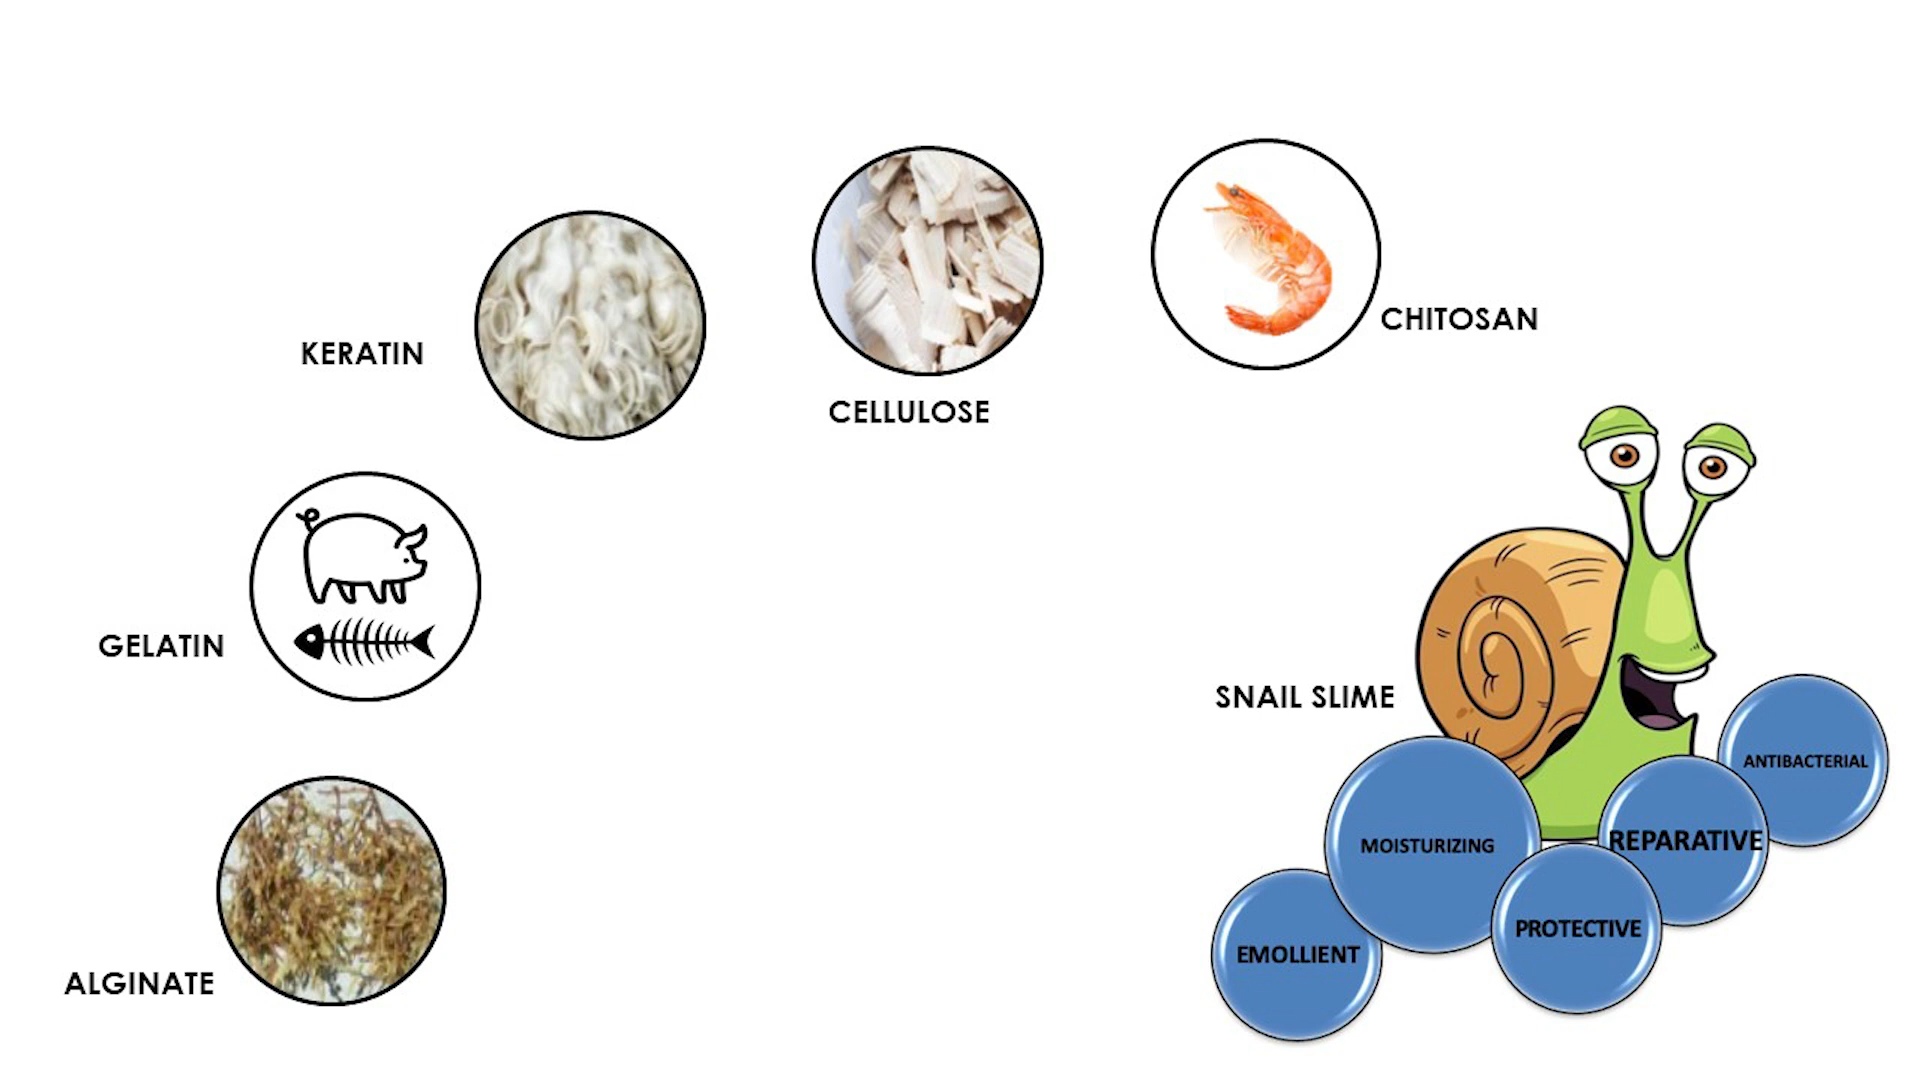 CHITOSAN
KERATIN
CELLULOSE
GELATIN
SNAIL SLIME
ANTIBACTERIAL
REPARATIVE
MOISTURIZING
PROTECTIVE
EMOLLIENT
ALGINATE